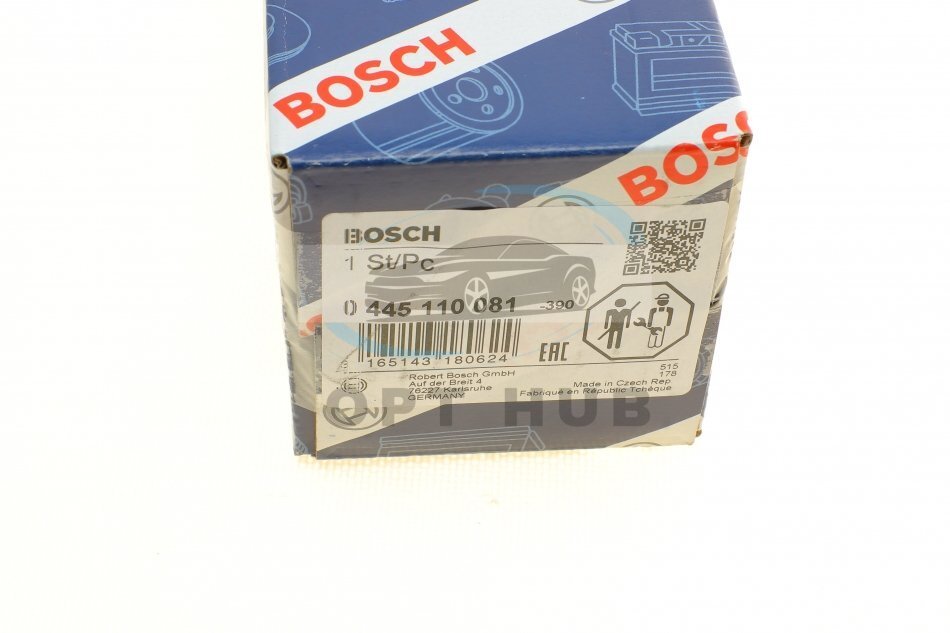 BOSCH
BOSCH
BOSCH
1 St/Pc
0 445 110 081 -390
165143 180624
EAC
515
178
Robert Bosch GmbH
Auf der Breit 4
76227 Karlsruhe
GERMANY
Made in Czech Rep
Fabriqué en République Tchèque
OPT HUB